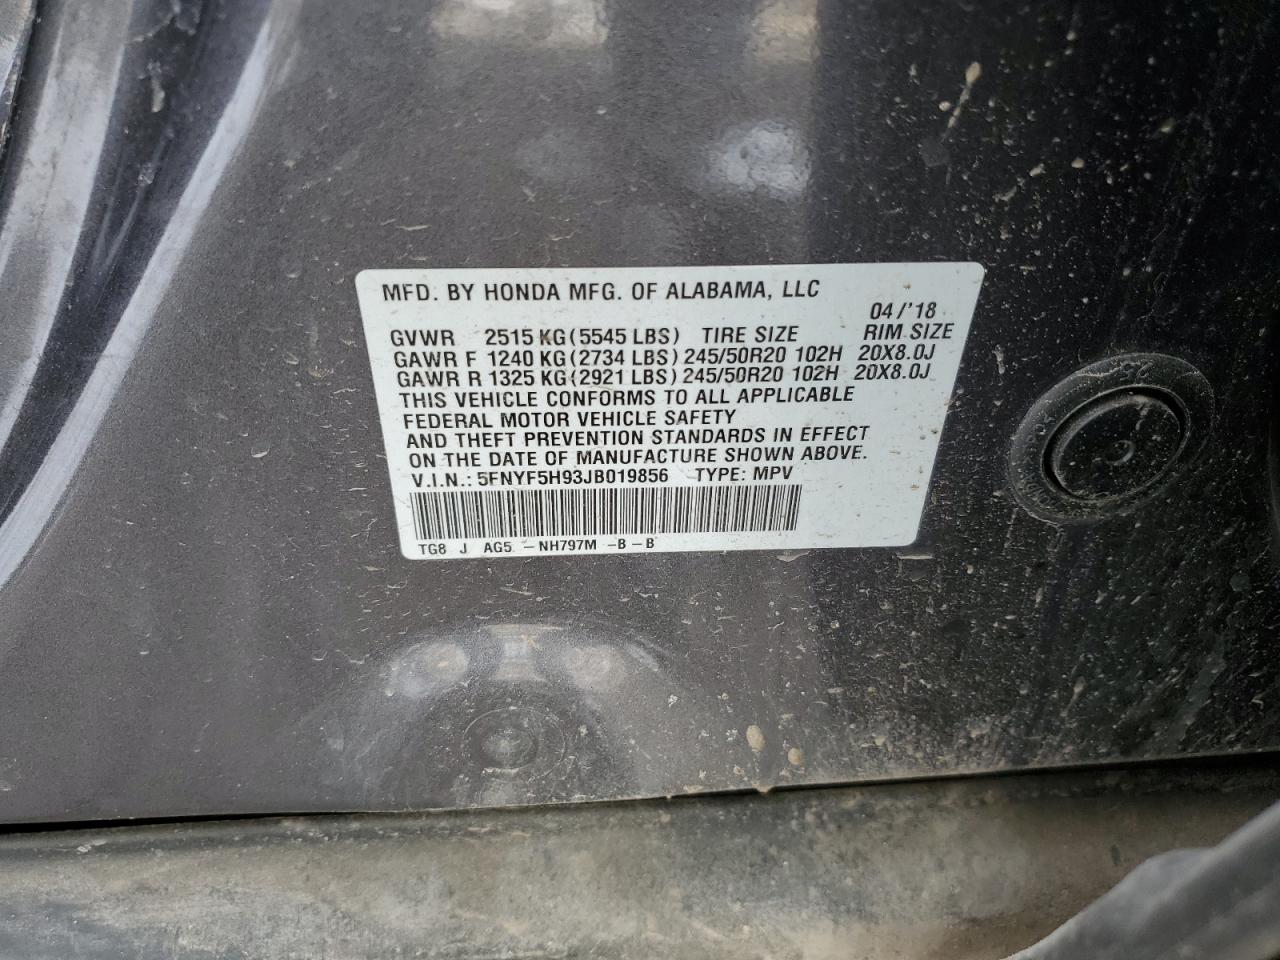 MFD. BY HONDA MFG. OF ALABAMA, LLC
04/'18
GVWR 2515 KG (5545 LBS) TIRE SIZE RIM SIZE
GAWR F 1240 KG (2734 LBS) 245/50R20 102H 20X8.0J
GAWR R 1325 KG (2921 LBS) 245/50R20 102H 20X8.0J
THIS VEHICLE CONFORMS TO ALL APPLICABLE
FEDERAL MOTOR VEHICLE SAFETY
AND THEFT PREVENTION STANDARDS IN EFFECT
ON THE DATE OF MANUFACTURE SHOWN ABOVE.
V.I.N.: 5FNYF5H93JB019856 TYPE: MPV
TG8 J AG5 -NH797M -B-B